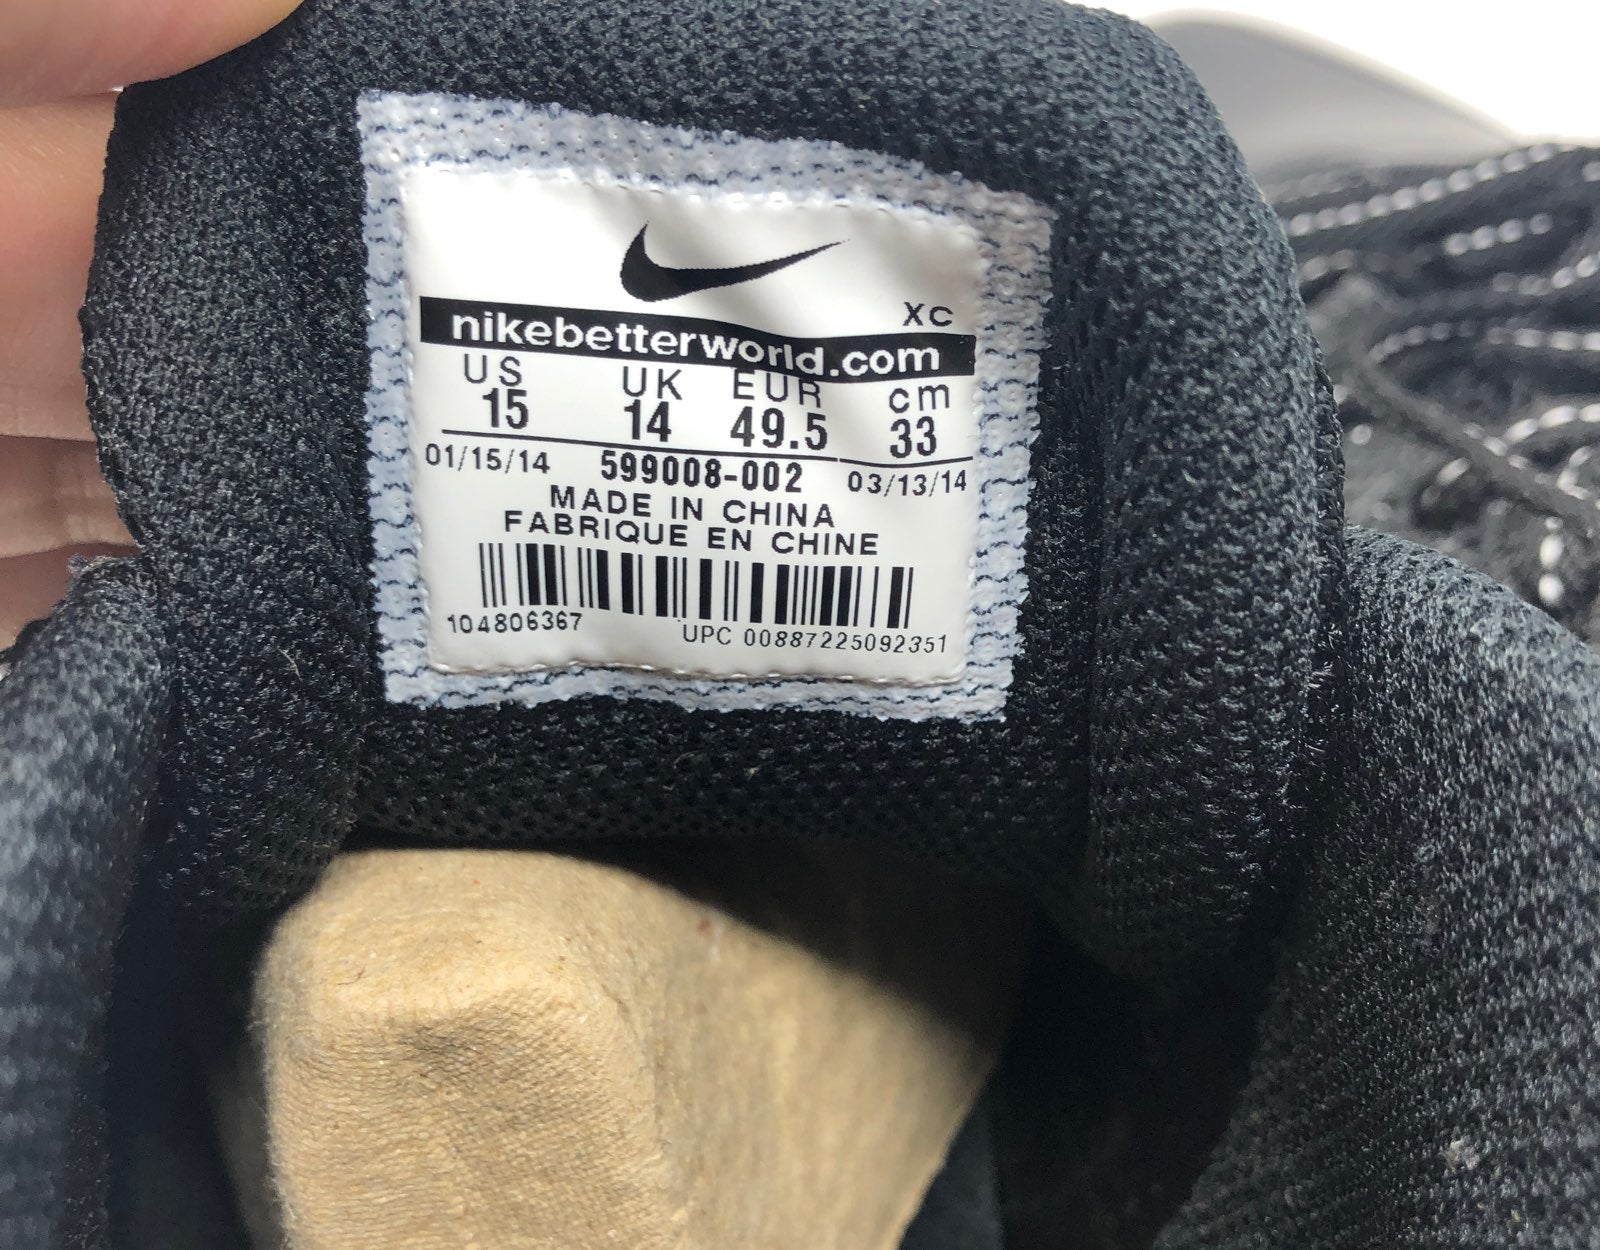 XC
nikebetterworld.com
US UK EUR cm
15 14 49.5 33
01/15/14 599008-002 03/13/14
MADE IN CHINA
FABRIQUE EN CHINE
104806367 UPC 00887225092351